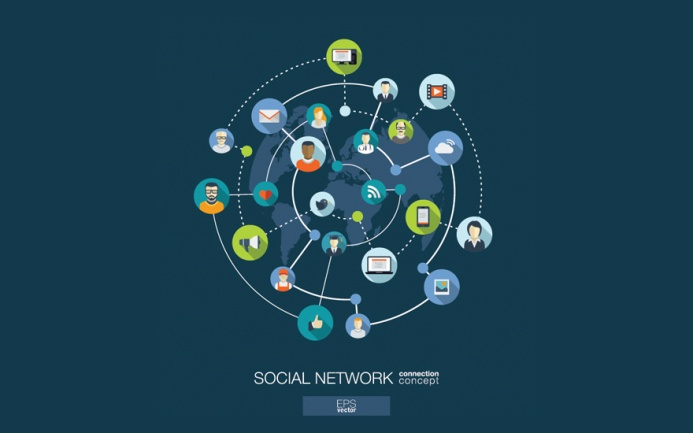 SOCIAL NETWORK connection concept
EPS
vector